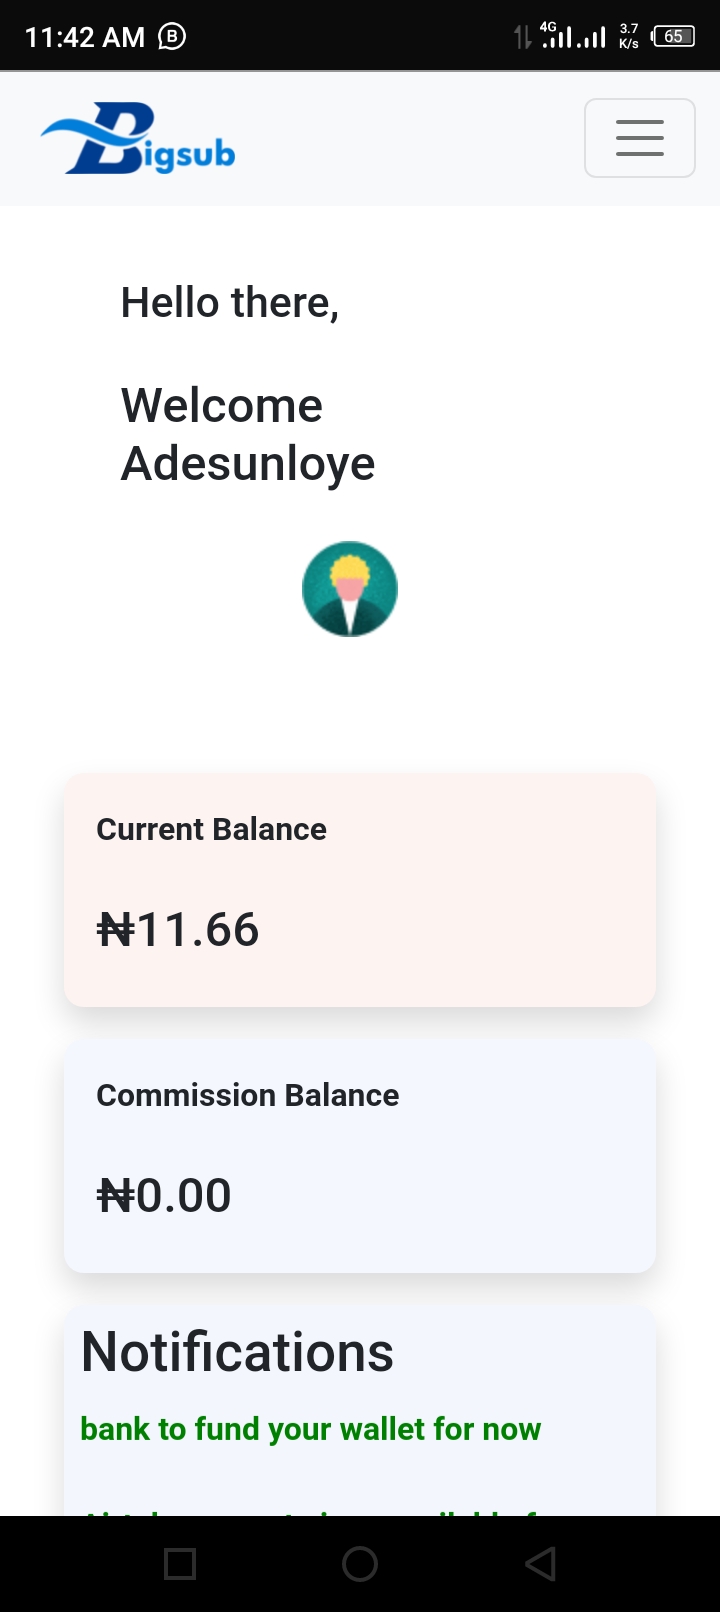 11:42 AM
4G
3.7
K/s
65
Bigsub
Hello there,
Welcome
Adesunloye
Current Balance
₦11.66
Commission Balance
₦0.00
Notifications
bank to fund your wallet for now